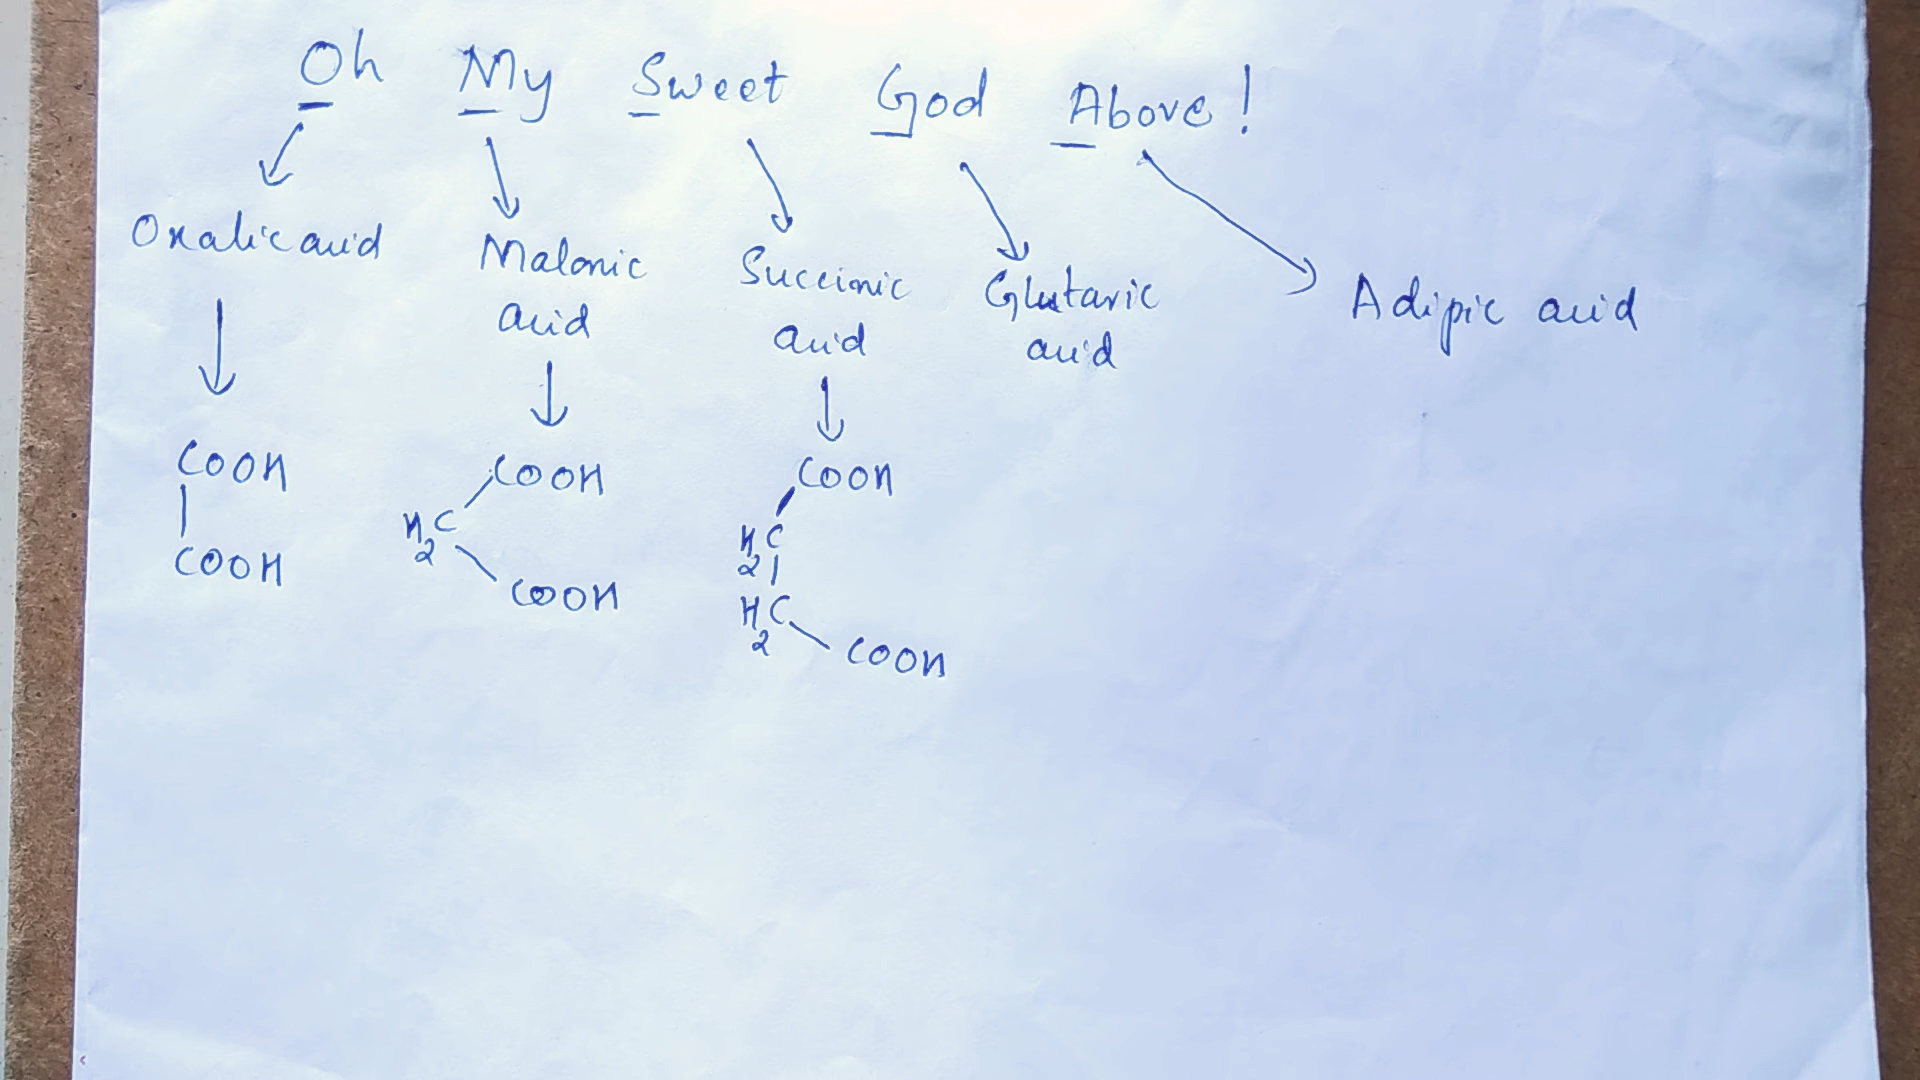 Oh My Sweet God Above!
Oxalic acid
Malonic
acid
Succinic
acid
Glutaric
acid
Adipic acid
COOH
COOH
COOH
H2C
COOH
COOH
H2C
H2C
COOH